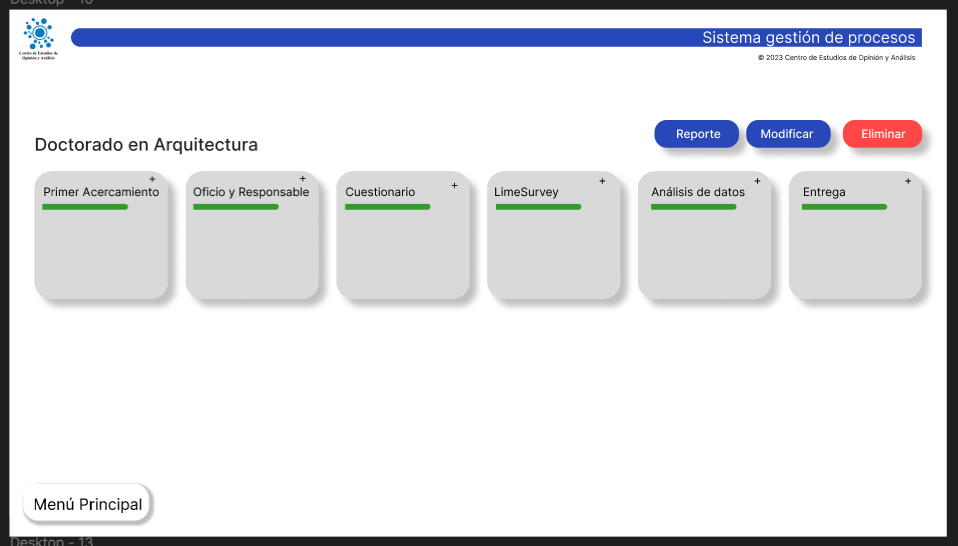 Desktop - 10
Centro de Estudios de
Opinión y Análisis
Sistema gestión de procesos
© 2023 Centro de Estudios de Opinión y Análisis
Doctorado en Arquitectura
Reporte
Modificar
Eliminar
Primer Acercamiento +
Oficio y Responsable +
Cuestionario +
LimeSurvey +
Análisis de datos +
Entrega +
Menú Principal
Desktop - 13